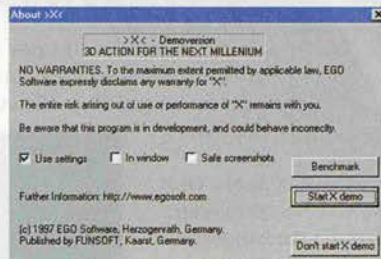 About >X<
>X< - Demoversion
3D ACTION FOR THE NEXT MILLENIUM
NO WARRANTIES. To the maximum extent permitted by applicable law, EGO
Software expressly disclaims any warranty for "X".
The entire risk arising out of use or performance of "X" remains with you.
Be aware that this program is in development, and could behave incorrectly.
Use settings In window Safe screenshots
Benchmark
Further Information: http://www.egosoft.com
Start X demo
(c) 1997 EGO Software, Herzogenrath, Germany.
Published by FUNSOFT, Kaarst, Germany.
Don't start X demo